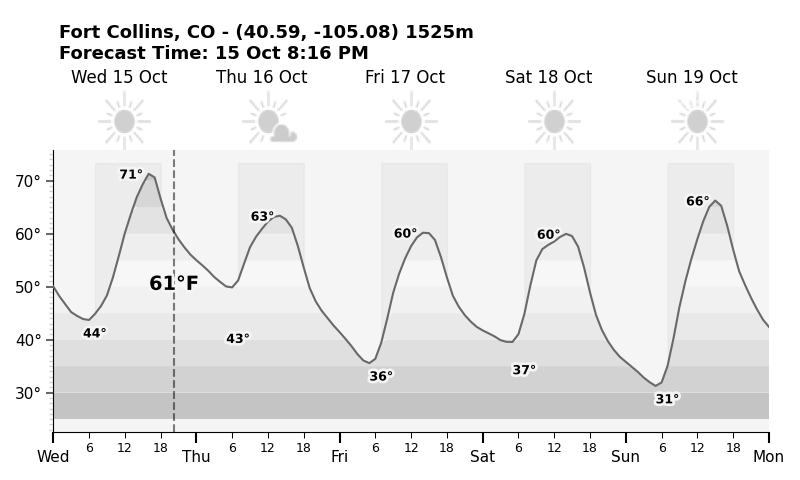 Fort Collins, CO - (40.59, -105.08) 1525m
Forecast Time: 15 Oct 8:16 PM
Wed 15 Oct Thu 16 Oct Fri 17 Oct Sat 18 Oct Sun 19 Oct
70°
60°
50°
40°
30°
71°
63°
60°
60°
66°
61°F
44°
43°
36°
37°
31°
6 12 18 6 12 18 6 12 18 6 12 18 6 12 18
Wed Thu Fri Sat Sun Mon